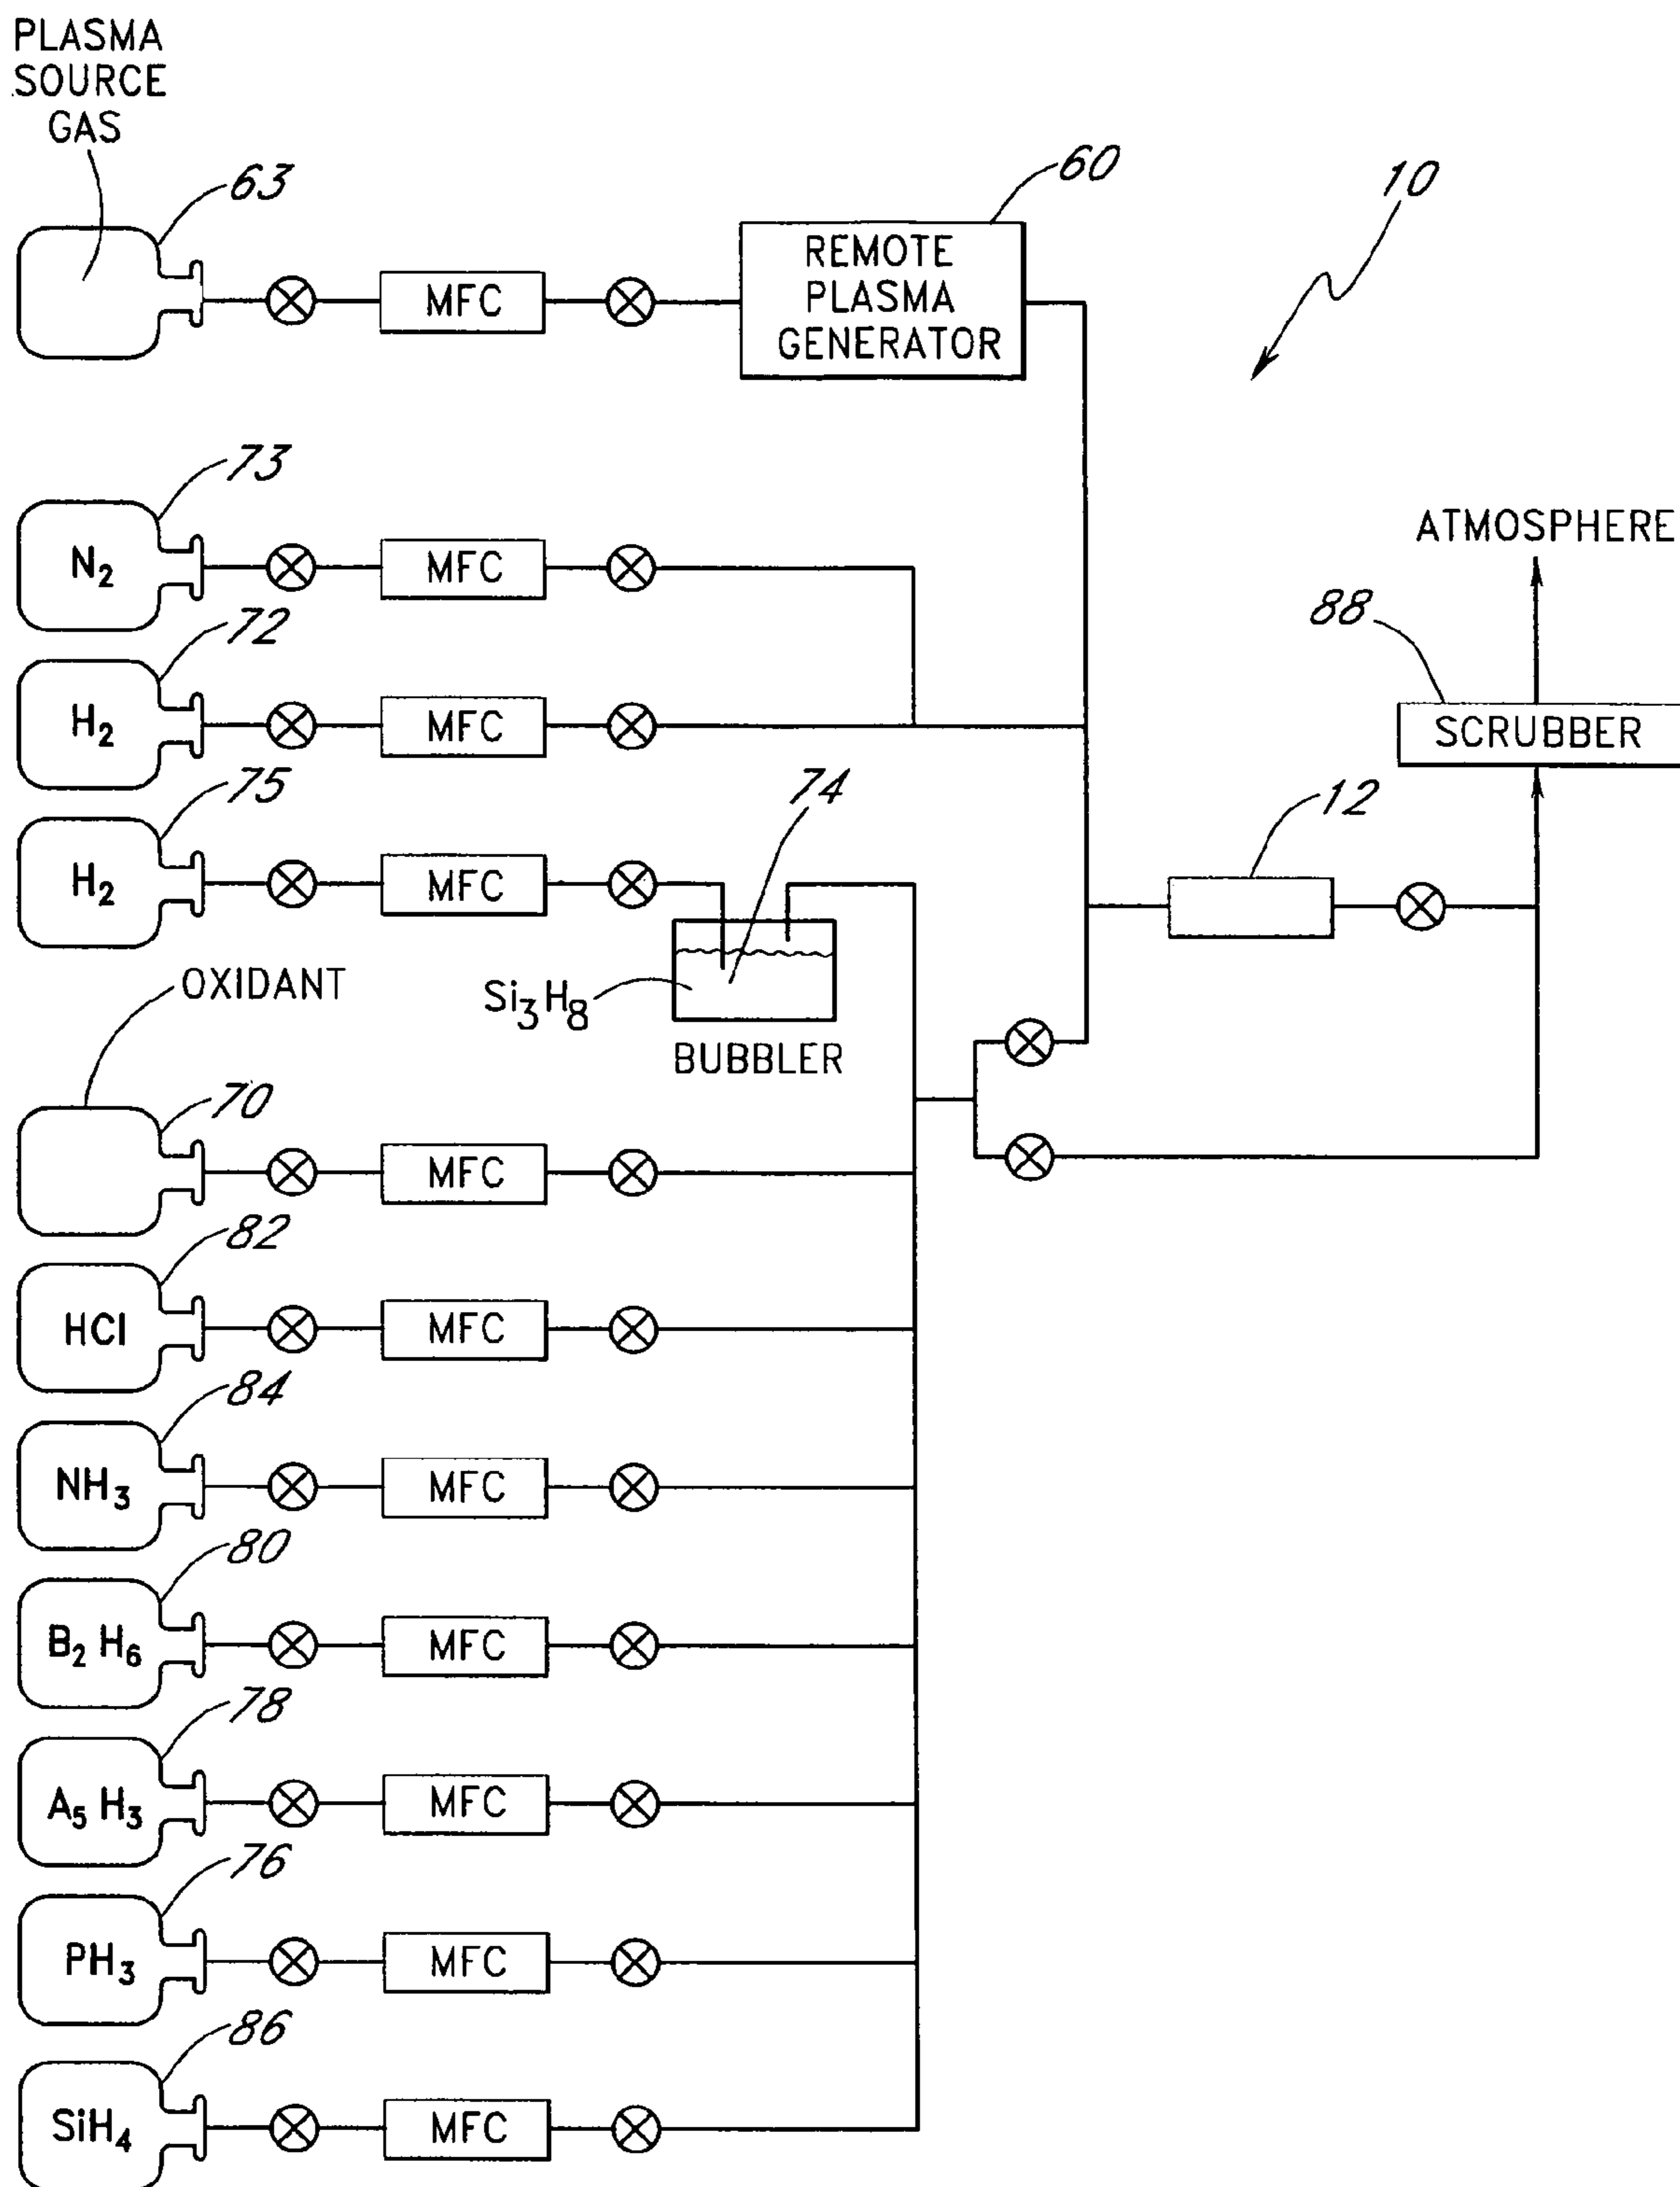 PLASMA
SOURCE
GAS
63
MFC
REMOTE
PLASMA
GENERATOR
60
10
73
N2
MFC
72
H2
MFC
75
H2
MFC
74
Si3H8
BUBBLER
12
ATMOSPHERE
88
SCRUBBER
OXIDANT
70
MFC
82
HCl
MFC
84
NH3
MFC
80
B2 H6
MFC
78
A5 H3
MFC
76
PH3
MFC
86
SiH4
MFC